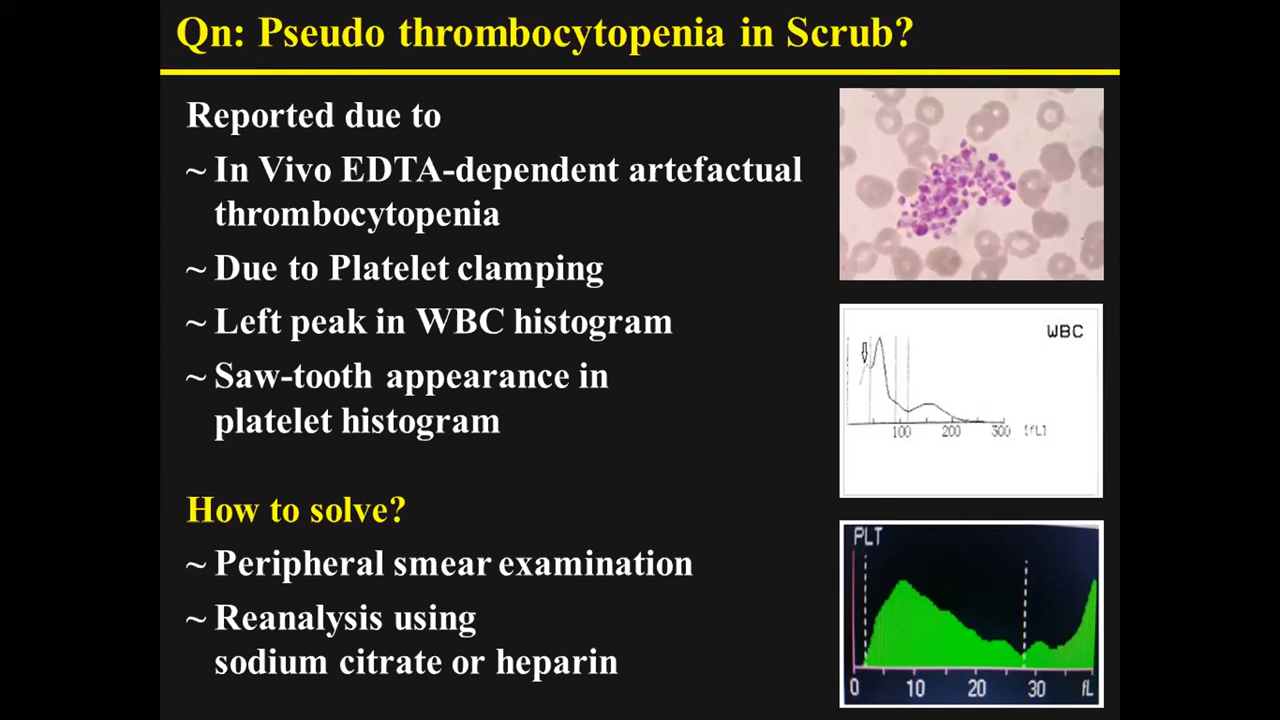 Qn: Pseudo thrombocytopenia in Scrub?
Reported due to
~ In Vivo EDTA-dependent artefactual
thrombocytopenia
~ Due to Platelet clamping
~ Left peak in WBC histogram
~ Saw-tooth appearance in
platelet histogram
How to solve?
~ Peripheral smear examination
~ Reanalysis using
sodium citrate or heparin
WBC
100 200 300 [fL]
PLT
0 10 20 30 fL